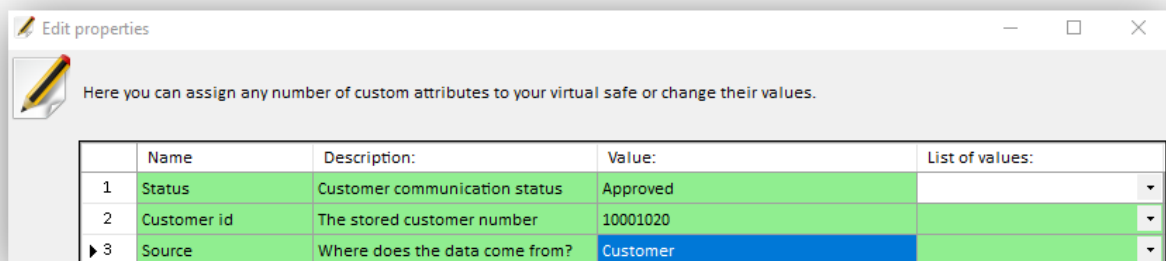 Edit properties
Here you can assign any number of custom attributes to your virtual safe or change their values.
Name Description: Value: List of values:
1 Status Customer communication status Approved
2 Customer id The stored customer number 10001020
3 Source Where does the data come from? Customer